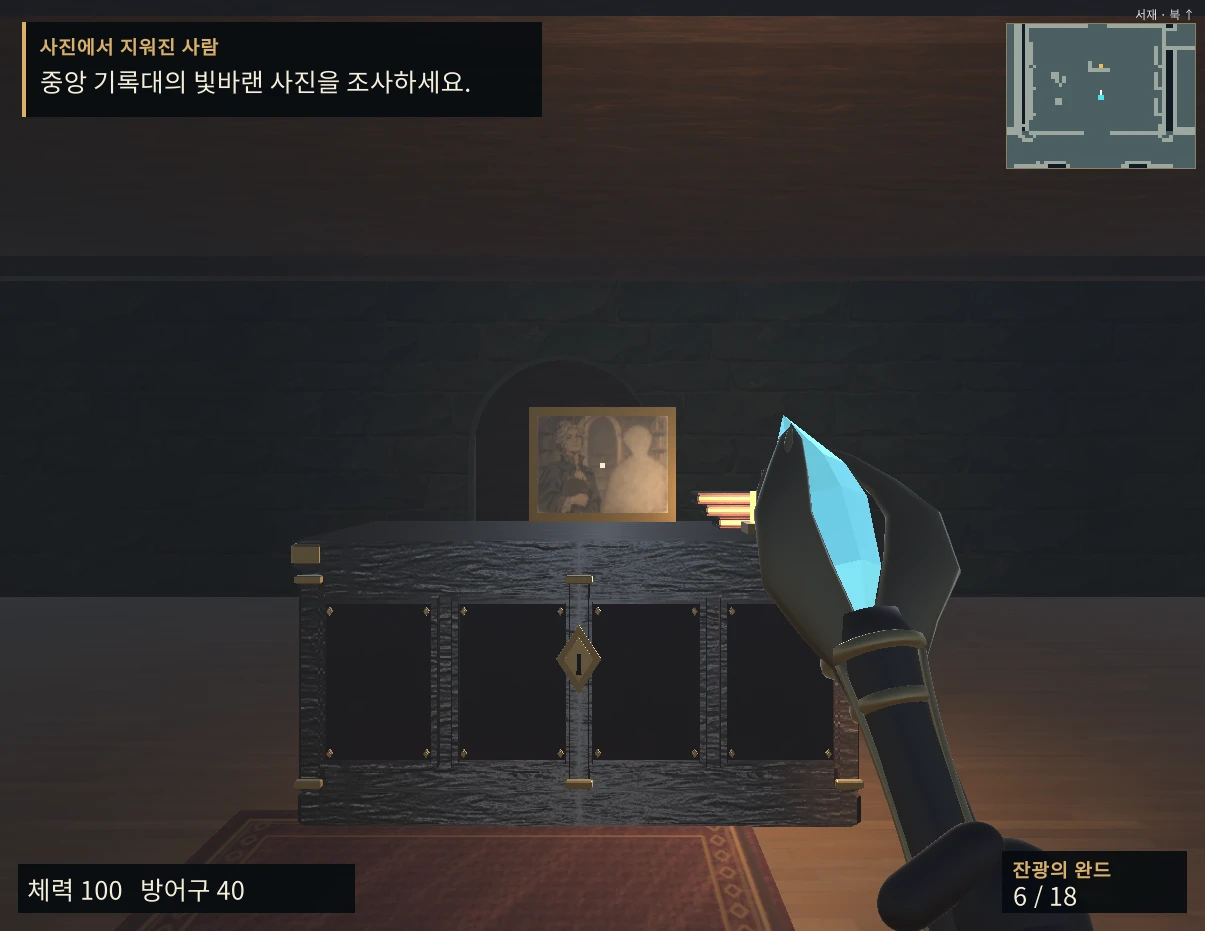 서재 · 북 ↑
사진에서 지워진 사람
중앙 기록대의 빛바랜 사진을 조사하세요.
체력 100 방어구 40
잔광의 완드
6 / 18